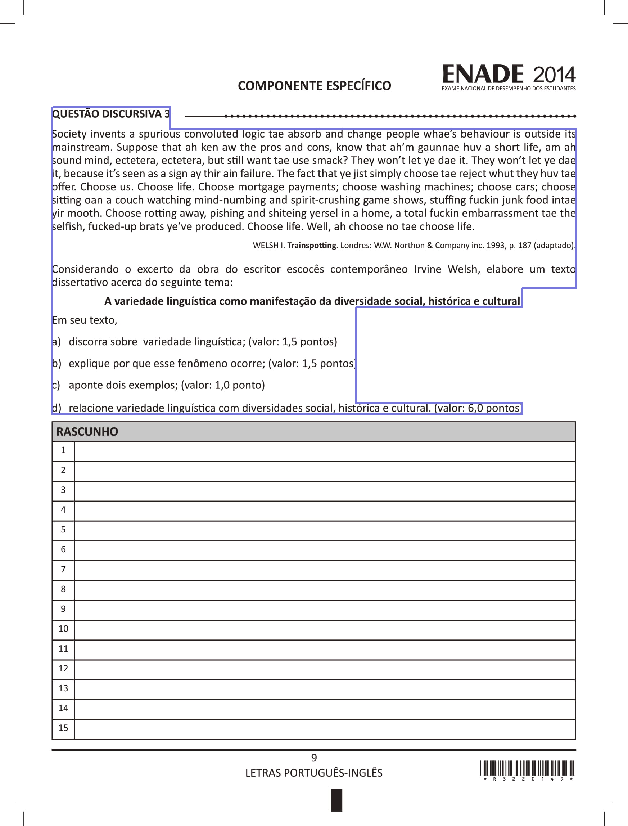 COMPONENTE ESPECÍFICO
ENADE 2014
EXAME NACIONAL DE DESEMPENHO DOS ESTUDANTES
QUESTÃO DISCURSIVA 3
Society invents a spurious convoluted logic tae absorb and change people whae's behaviour is outside its
mainstream. Suppose that ah ken aw the pros and cons, know that ah'm gaunnae huv a short life, am ah
sound mind, ectetera, ectetera, but still want tae use smack? They won't let ye dae it. They won't let ye dae
it, because it's seen as a sign ay thir ain failure. The fact that ye jist simply choose tae reject whut they huv tae
offer. Choose us. Choose life. Choose mortgage payments; choose washing machines; choose cars; choose
sitting oan a couch watching mind-numbing and spirit-crushing game shows, stuffing fuckin junk food intae
yir mooth. Choose rotting away, pishing and shiteing yersel in a home, a total fuckin embarrassment tae the
selfish, fucked-up brats ye've produced. Choose life. Well, ah choose no tae choose life.
WELSH I. Trainspotting. Londres: W.W. Northon & Company inc. 1993, p. 187 (adaptado).
Considerando o excerto da obra do escritor escocês contemporâneo Irvine Welsh, elabore um texto
dissertativo acerca do seguinte tema:
A variedade linguística como manifestação da diversidade social, histórica e cultural
Em seu texto,
a) discorra sobre variedade linguística; (valor: 1,5 pontos)
b) explique por que esse fenômeno ocorre; (valor: 1,5 pontos)
c) aponte dois exemplos; (valor: 1,0 ponto)
d) relacione variedade linguística com diversidades social, histórica e cultural. (valor: 6,0 pontos)
RASCUNHO
1
2
3
4
5
6
7
8
9
10
11
12
13
14
15
9
LETRAS PORTUGUÊS-INGLÊS